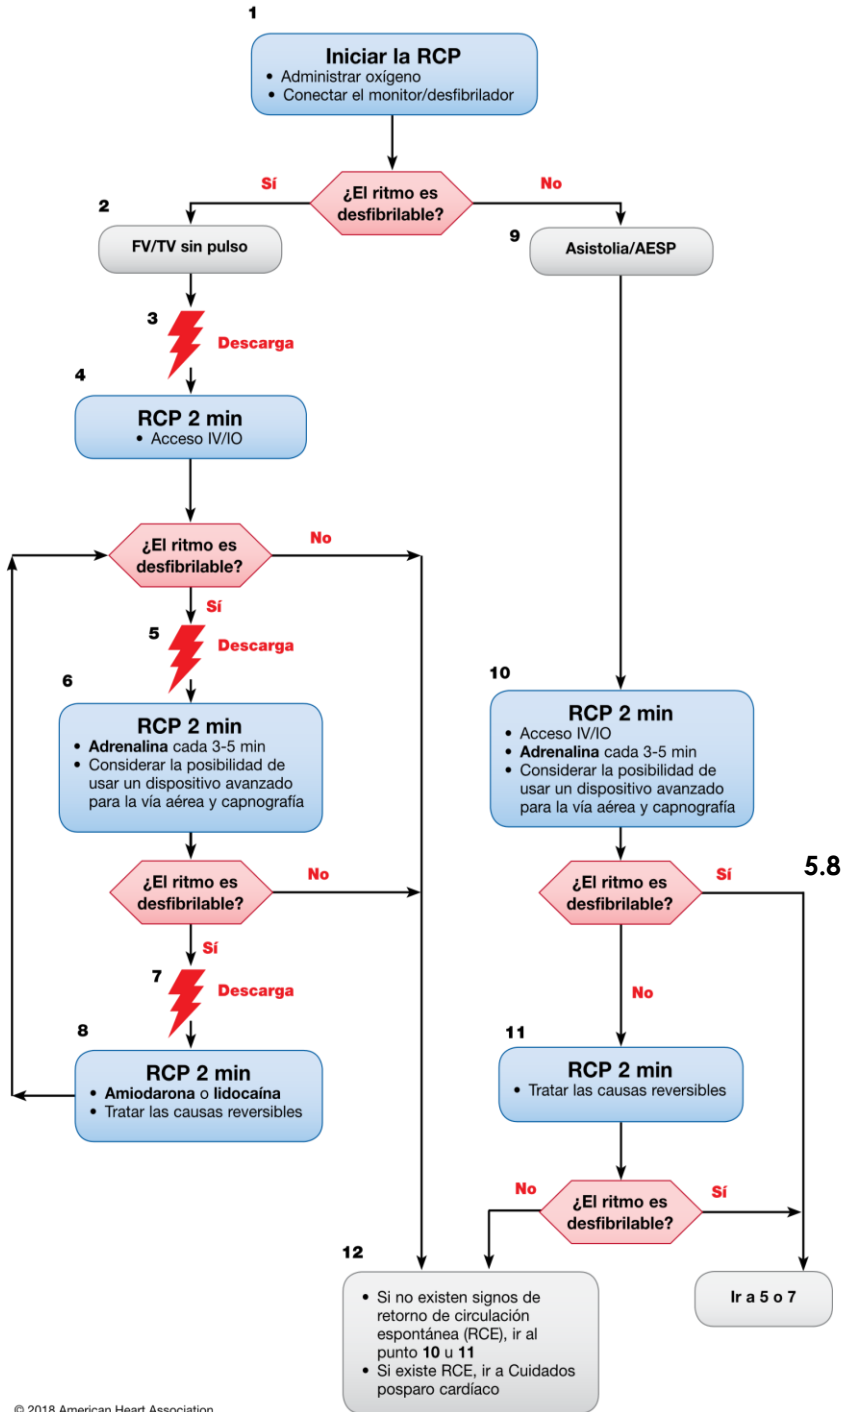 1
Iniciar la RCP
• Administrar oxígeno
• Conectar el monitor/desfibrilador
¿El ritmo es
desfibrilable?
Sí
No
2
FV/TV sin pulso
9
Asistolia/AESP
3
Descarga
4
RCP 2 min
• Acceso IV/IO
¿El ritmo es
desfibrilable?
No
Sí
5
Descarga
6
RCP 2 min
• Adrenalina cada 3-5 min
• Considerar la posibilidad de
usar un dispositivo avanzado
para la vía aérea y capnografía
10
RCP 2 min
• Acceso IV/IO
• Adrenalina cada 3-5 min
• Considerar la posibilidad de
usar un dispositivo avanzado
para la vía aérea y capnografía
¿El ritmo es
desfibrilable?
No
Sí
¿El ritmo es
desfibrilable?
Sí
5.8
No
7
Descarga
8
RCP 2 min
• Amiodarona o lidocaína
• Tratar las causas reversibles
11
RCP 2 min
• Tratar las causas reversibles
¿El ritmo es
desfibrilable?
No
Sí
12
• Si no existen signos de
retorno de circulación
espontánea (RCE), ir al
punto 10 u 11
• Si existe RCE, ir a Cuidados
posparo cardíaco
Ir a 5 o 7
© 2018 American Heart Association